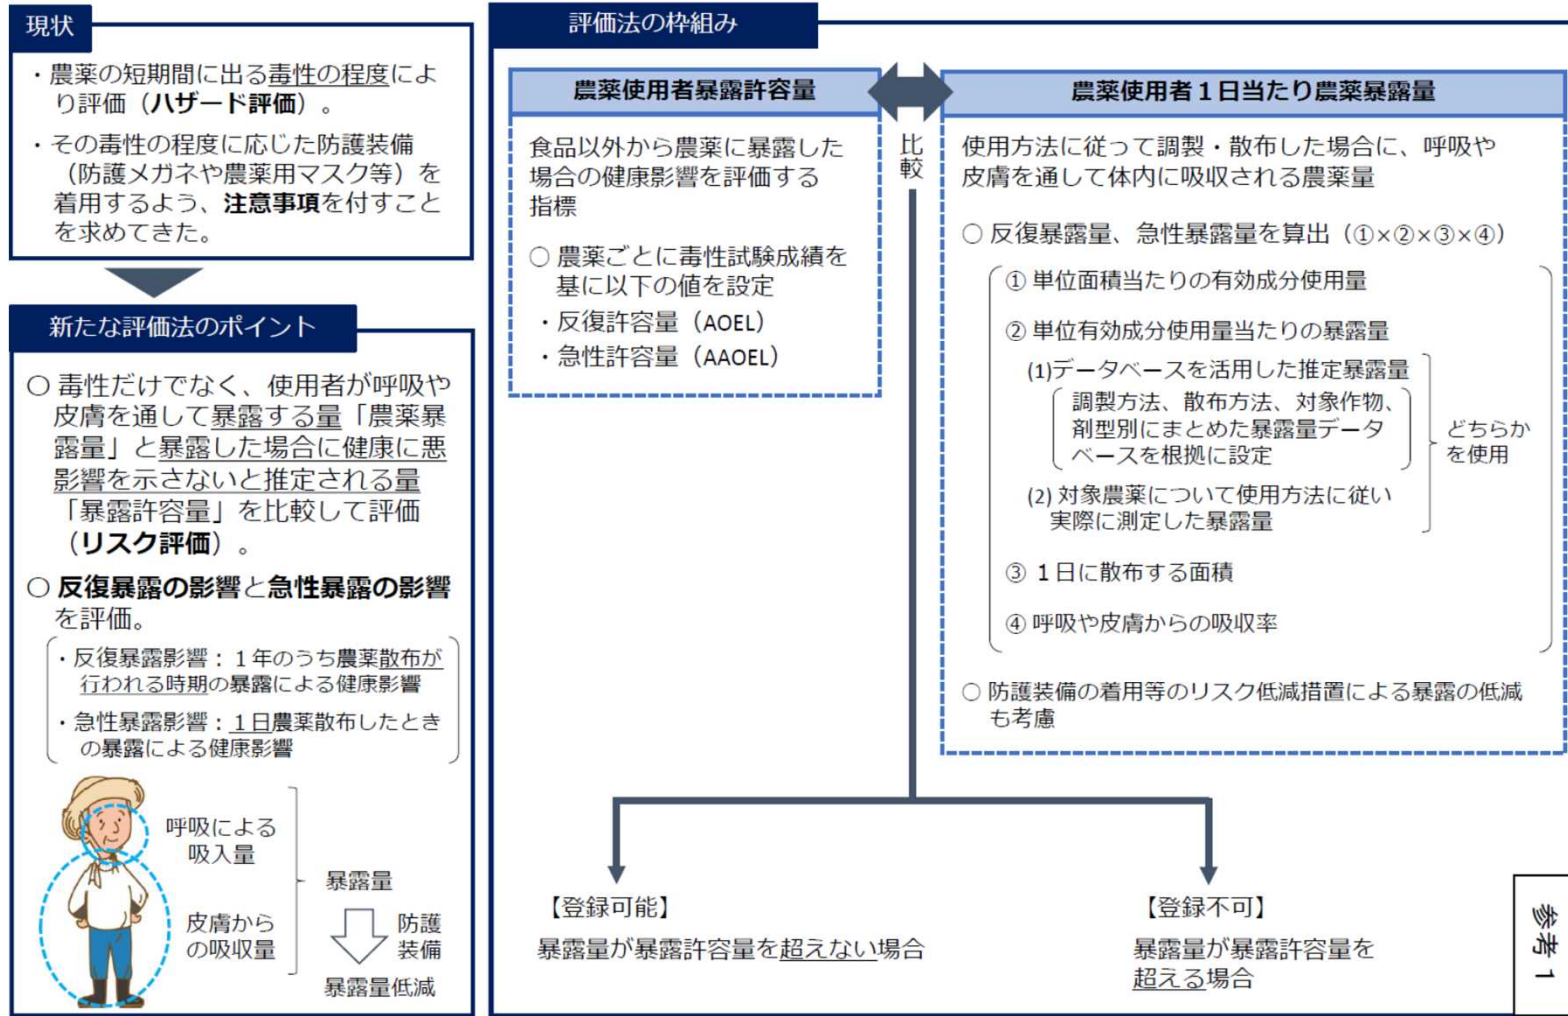 現状
・農薬の短期間に出る毒性の程度によ
り評価（ハザード評価）。
・その毒性の程度に応じた防護装備
（防護メガネや農薬用マスク等）を
着用するよう、注意事項を付すこと
を求めてきた。
新たな評価法のポイント
○ 毒性だけでなく、使用者が呼吸や
皮膚を通して暴露する量「農薬暴
露量」と暴露した場合に健康に悪
影響を示さないと推定される量
「暴露許容量」を比較して評価
（リスク評価）。
○ 反復暴露の影響と急性暴露の影響
を評価。
・反復暴露影響：１年のうち農薬散布が
行われる時期の暴露による健康影響
・急性暴露影響：１日農薬散布したとき
の暴露による健康影響
呼吸による
吸入量
皮膚から
の吸収量
暴露量
防護
装備
暴露量低減
評価法の枠組み
農薬使用者暴露許容量
食品以外から農薬に暴露した
場合の健康影響を評価する
指標
○ 農薬ごとに毒性試験成績を
基に以下の値を設定
・反復許容量（AOEL）
・急性許容量（AAOEL）
比較
農薬使用者１日当たり農薬暴露量
使用方法に従って調製・散布した場合に、呼吸や
皮膚を通して体内に吸収される農薬量
○ 反復暴露量、急性暴露量を算出（①×②×③×④）
① 単位面積当たりの有効成分使用量
② 単位有効成分使用量当たりの暴露量
(1)データベースを活用した推定暴露量
調製方法、散布方法、対象作物、
剤型別にまとめた暴露量データ
ベースを根拠に設定
(2) 対象農薬について使用方法に従い
実際に測定した暴露量
どちらか
を使用
③ １日に散布する面積
④ 呼吸や皮膚からの吸収率
○ 防護装備の着用等のリスク低減措置による暴露の低減
も考慮
【登録可能】
暴露量が暴露許容量を超えない場合
【登録不可】
暴露量が暴露許容量を
超える場合
参考１